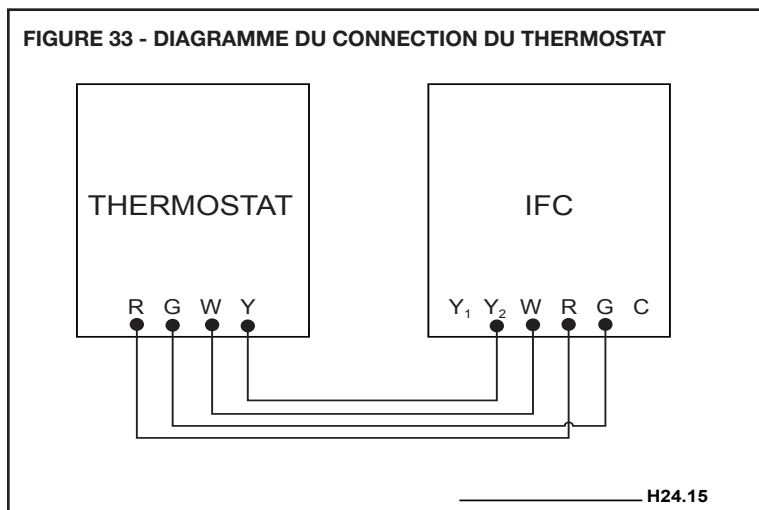 FIGURE 33 - DIAGRAMME DU CONNECTION DU THERMOSTAT
THERMOSTAT
IFC
R G W Y
Y₁ Y₂ W R G C
H24.15